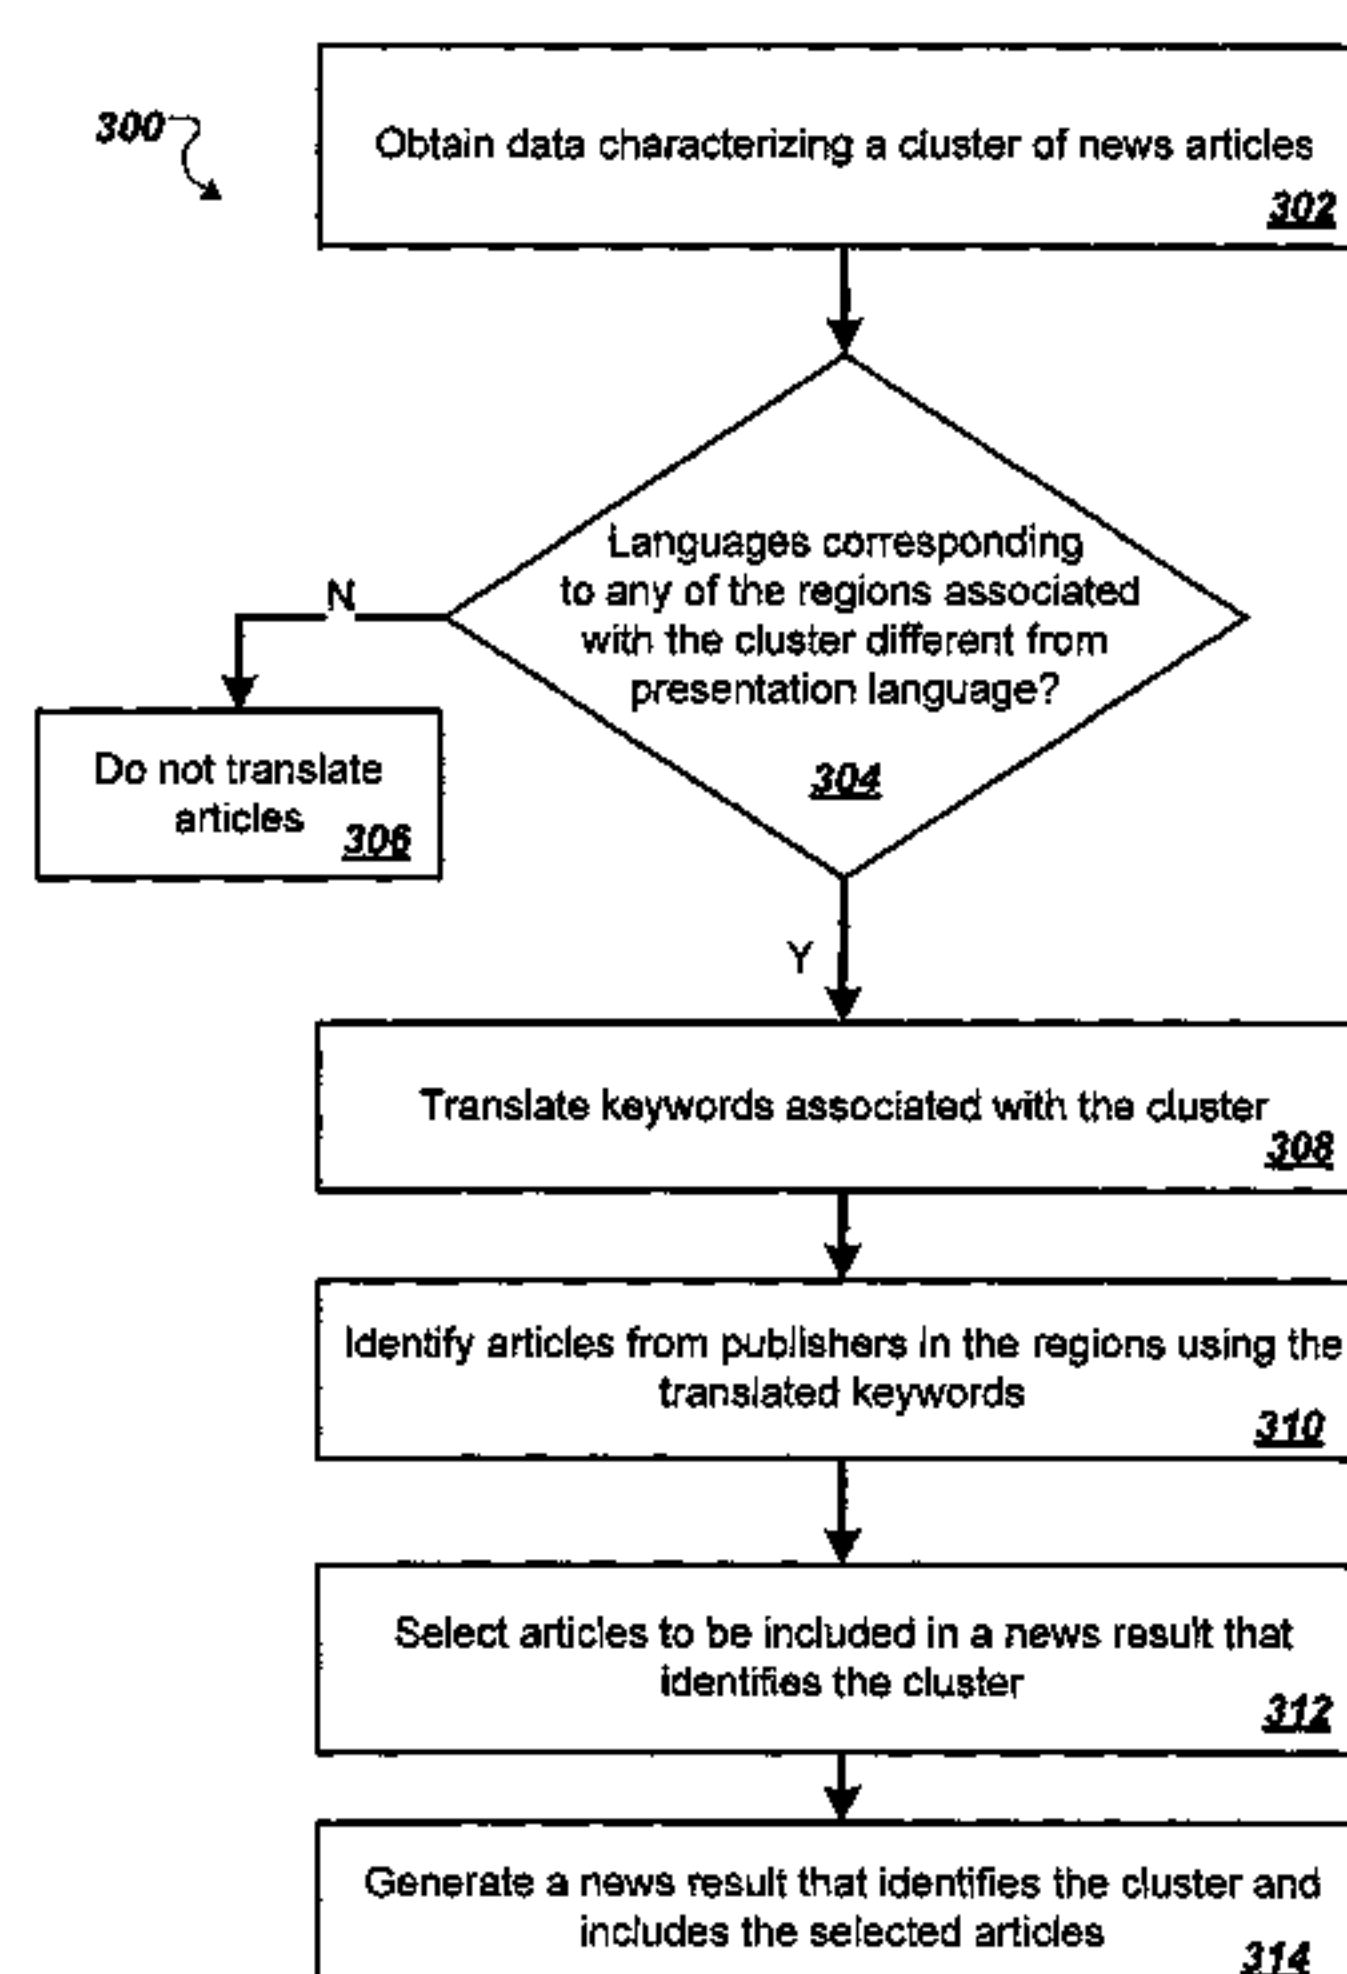 300
Obtain data characterizing a cluster of news articles
302
Languages corresponding
to any of the regions associated
with the cluster different from
presentation language?
304
N
Do not translate
articles
306
Y
Translate keywords associated with the cluster
308
Identify articles from publishers in the regions using the
translated keywords
310
Select articles to be included in a news result that
identifies the cluster
312
Generate a news result that identifies the cluster and
includes the selected articles
314